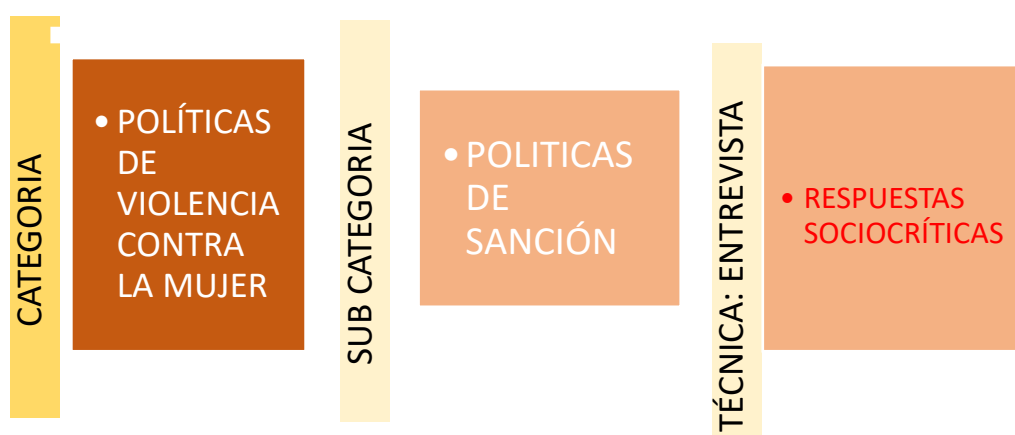 CATEGORIA
• POLÍTICAS
DE
VIOLENCIA
CONTRA
LA MUJER
SUB CATEGORIA
• POLITICAS
DE
SANCIÓN
TÉCNICA: ENTREVISTA
• RESPUESTAS
SOCIOCRÍTICAS